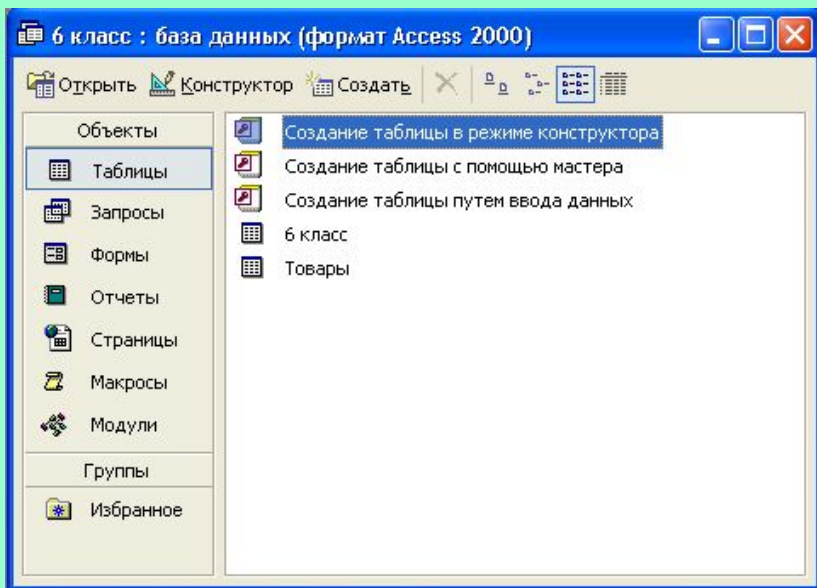 6 класс : база данных (формат Access 2000)
Открыть Конструктор Создать
Объекты
Таблицы
Запросы
Формы
Отчеты
Страницы
Макросы
Модули
Группы
Избранное
Создание таблицы в режиме конструктора
Создание таблицы с помощью мастера
Создание таблицы путем ввода данных
6 класс
Товары